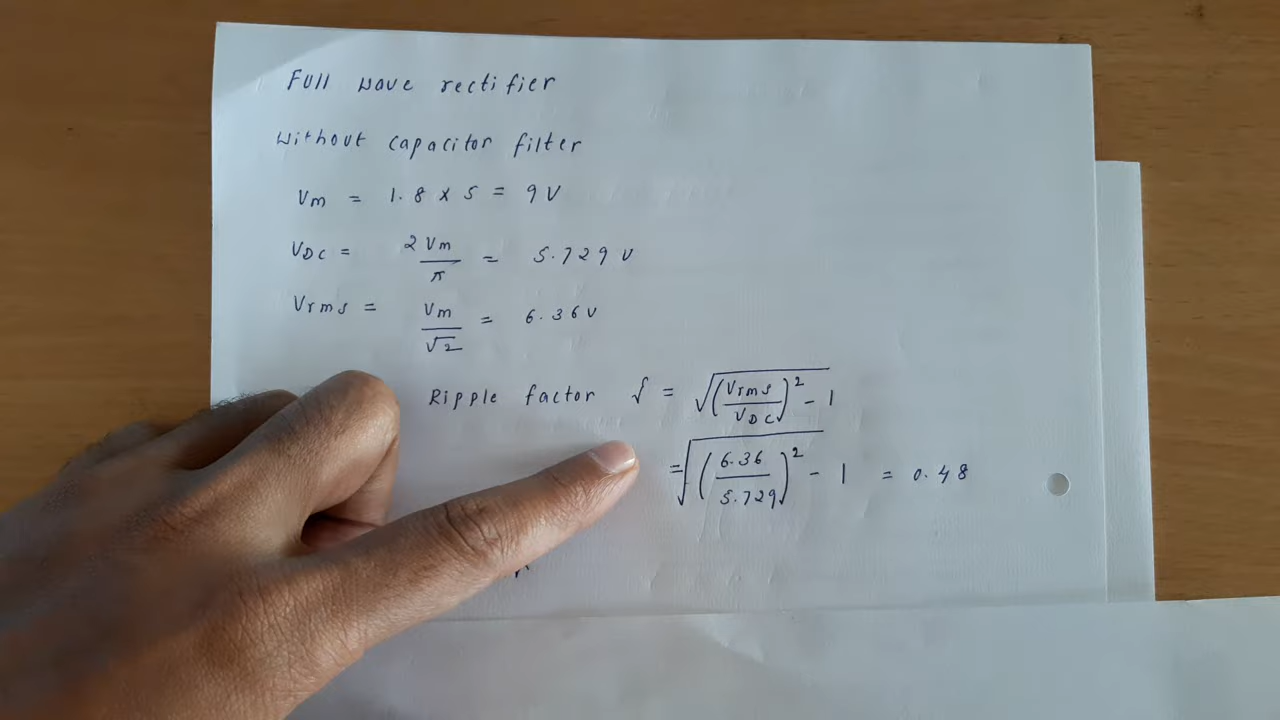 Full wave rectifier
Without capacitor filter
Vm = 1.8 × 5 = 9V
VDC = 2Vm/π = 5.729 V
Vrms = Vm/√2 = 6.36V
Ripple factor r = √((Vrms/VDC)² - 1)
= √((6.36/5.729)² - 1) = 0.48